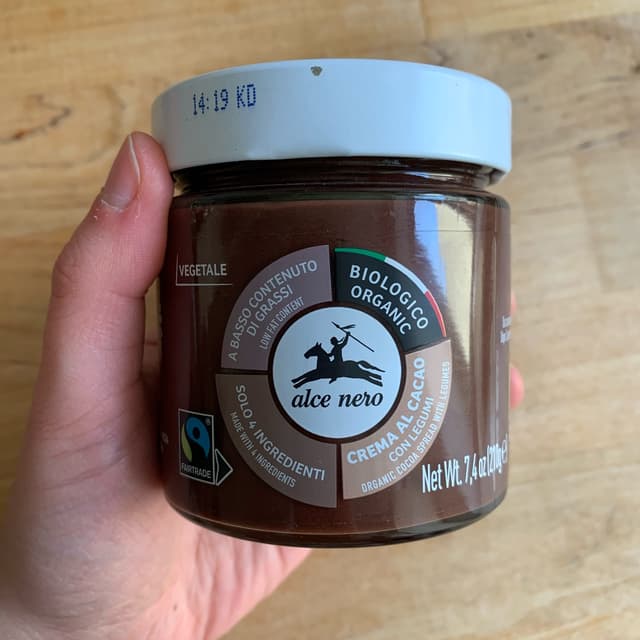 14:19 KD
VEGETALE
A BASSO CONTENUTO
DI GRASSI
LOW FAT CONTENT
BIOLOGICO
ORGANIC
alce nero
SOLO 4 INGREDIENTI
MADE WITH 4 INGREDIENTS
CREMA AL CACAO
CON LEGUMI
ORGANIC COCOA SPREAD WITH LEGUMES
FAIRTRADE
Net Wt. 7,4 oz (210g e)